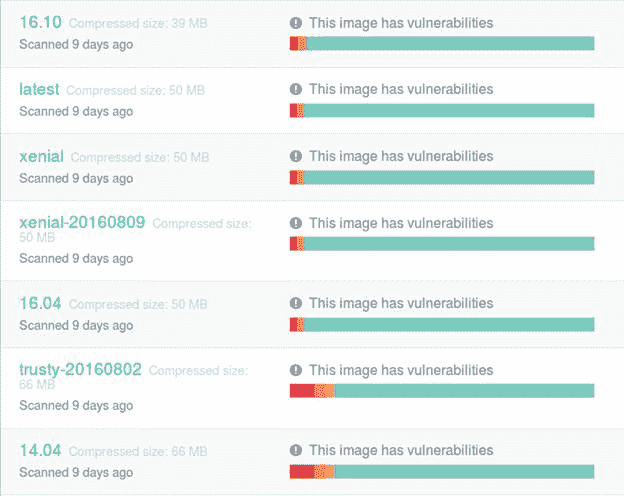 16.10 Compressed size: 39 MB
This image has vulnerabilities
Scanned 9 days ago
latest Compressed size: 50 MB
This image has vulnerabilities
Scanned 9 days ago
xenial Compressed size: 50 MB
This image has vulnerabilities
Scanned 9 days ago
xenial-20160809 Compressed size:
50 MB
This image has vulnerabilities
Scanned 9 days ago
16.04 Compressed size: 50 MB
This image has vulnerabilities
Scanned 9 days ago
trusty-20160802 Compressed size:
66 MB
This image has vulnerabilities
Scanned 9 days ago
14.04 Compressed size: 66 MB
This image has vulnerabilities
Scanned 9 days ago